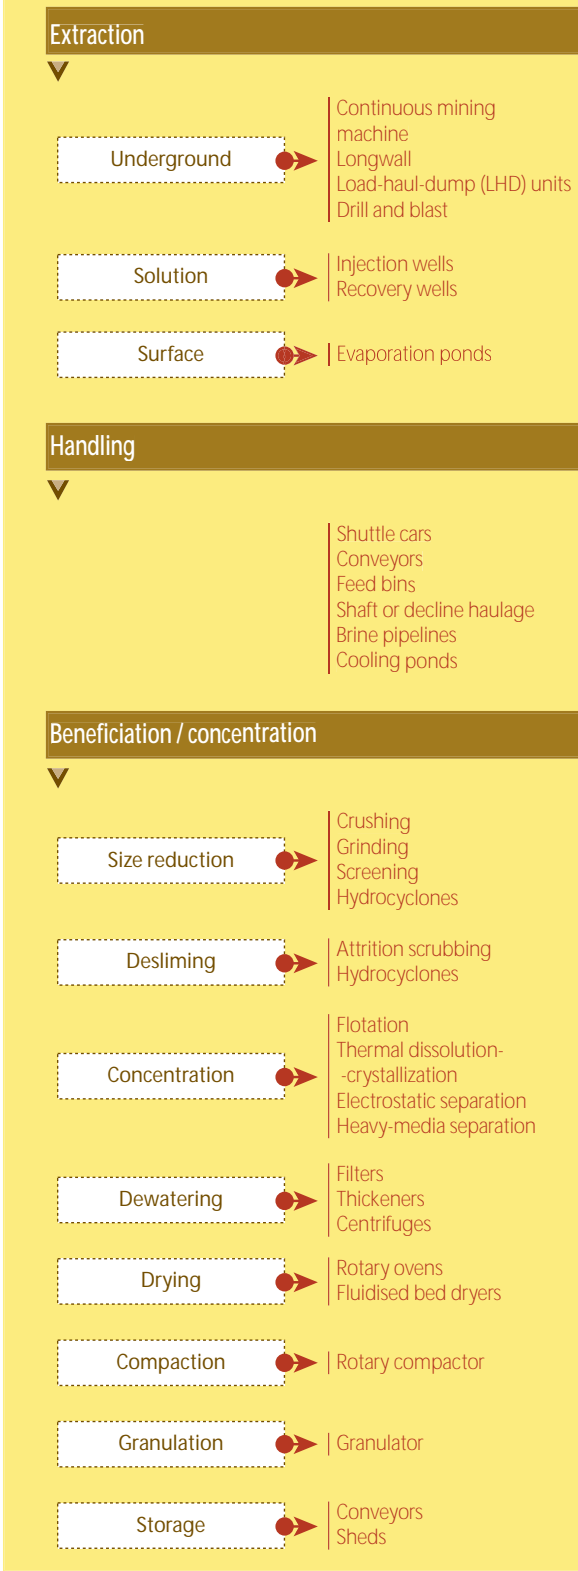 Extraction
Underground
Continuous mining
machine
Longwall
Load-haul-dump (LHD) units
Drill and blast
Solution
Injection wells
Recovery wells
Surface
Evaporation ponds
Handling
Shuttle cars
Conveyors
Feed bins
Shaft or decline haulage
Brine pipelines
Cooling ponds
Beneficiation / concentration
Size reduction
Crushing
Grinding
Screening
Hydrocyclones
Desliming
Attrition scrubbing
Hydrocyclones
Concentration
Flotation
Thermal dissolution-
-crystallization
Electrostatic separation
Heavy-media separation
Dewatering
Filters
Thickeners
Centrifuges
Drying
Rotary ovens
Fluidised bed dryers
Compaction
Rotary compactor
Granulation
Granulator
Storage
Conveyors
Sheds